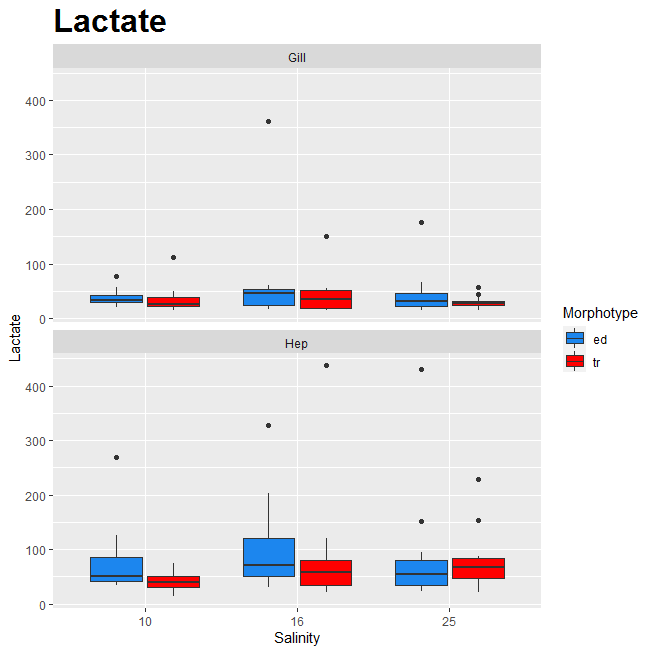 Lactate
Gill
400
300
200
100
0
Lactate
Hep
400
300
200
100
0
10
16
25
Salinity
Morphotype
ed
tr